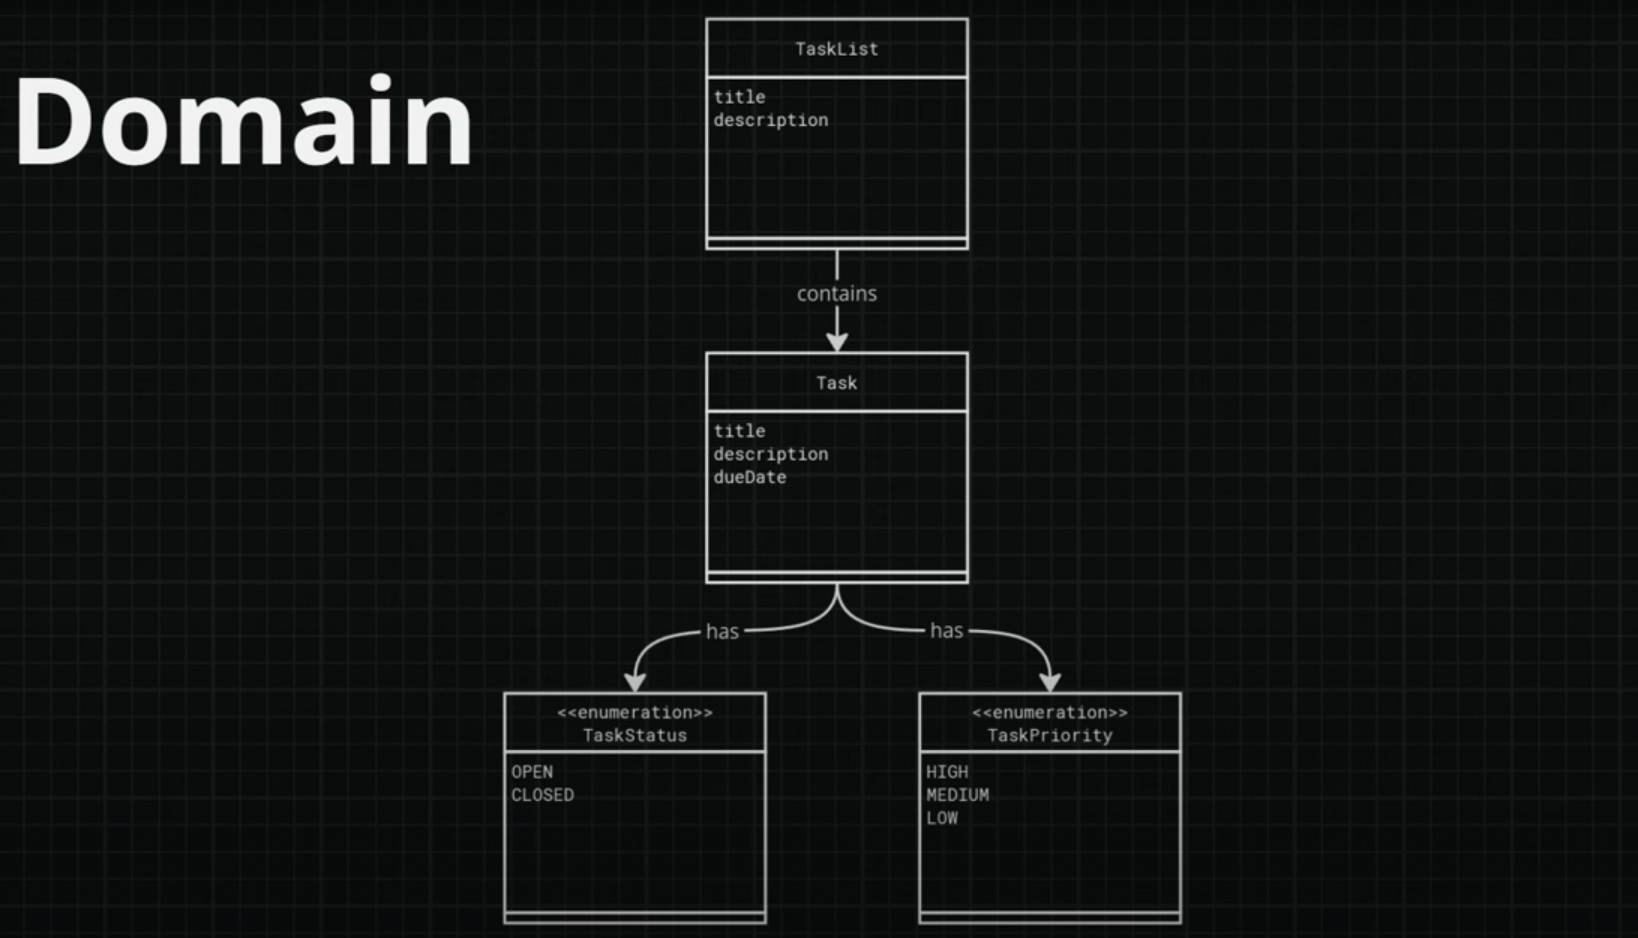 Domain
TaskList
title
description
contains
Task
title
description
dueDate
has
has
<<enumeration>>
TaskStatus
OPEN
CLOSED
<<enumeration>>
TaskPriority
HIGH
MEDIUM
LOW